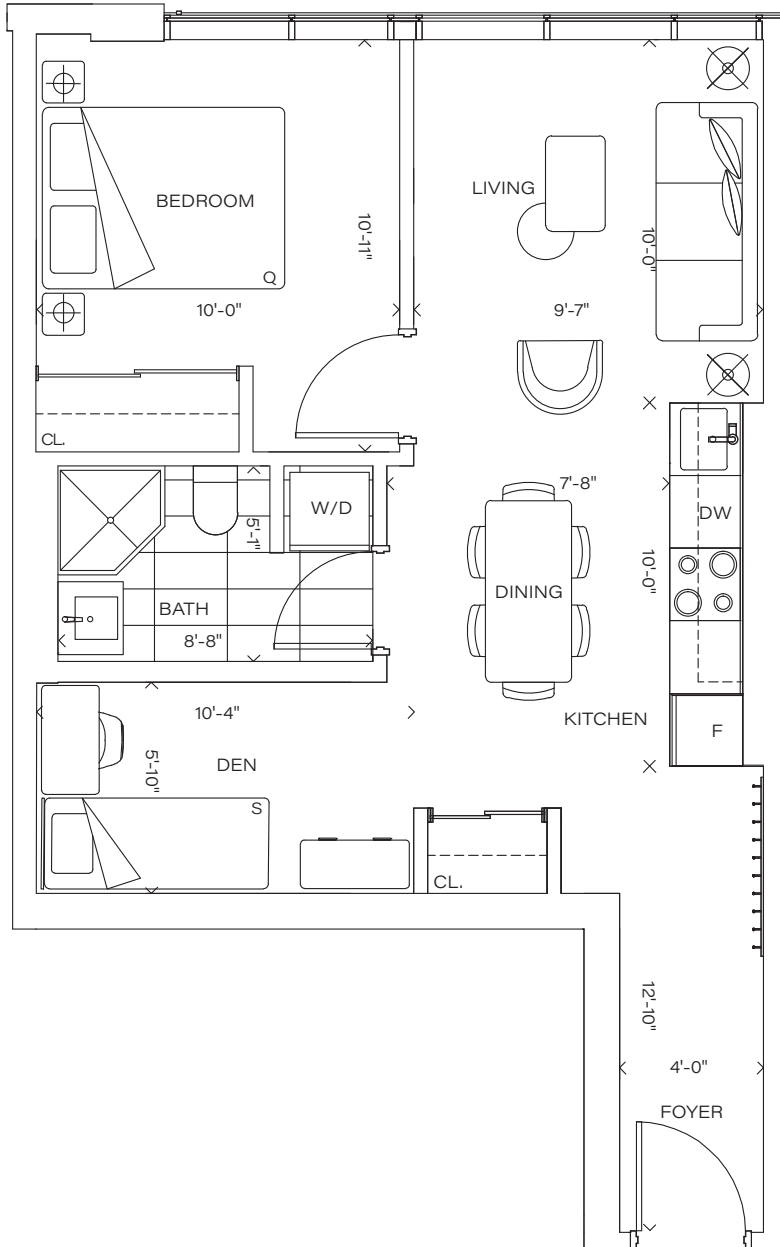 LIVING
BEDROOM
10'-11"
10'-0"
Q
10'-0"
9'-7"
CL.
W/D
7'-8"
DW
5'-1"
10'-0"
DINING
BATH
8'-8"
10'-4"
KITCHEN
F
DEN
5'-10"
S
CL.
12'-10"
4'-0"
FOYER